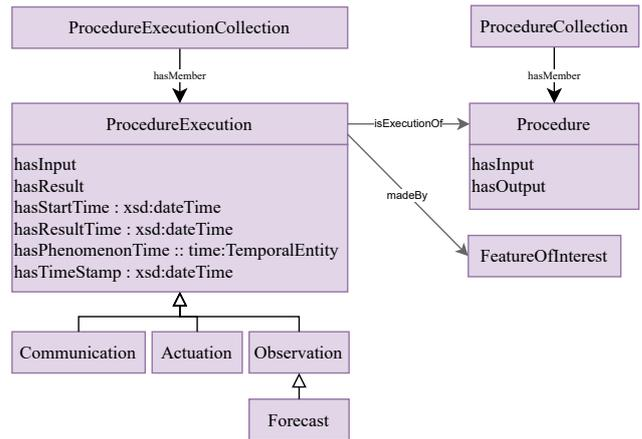 ProcedureExecutionCollection
ProcedureCollection
hasMember
hasMember
ProcedureExecution
isExecutionOf
Procedure
hasInput
hasResult
hasStartTime : xsd:dateTime
hasResultTime : xsd:dateTime
hasPhenomenonTime :: time:TemporalEntity
hasTimeStamp : xsd:dateTime
hasInput
hasOutput
madeBy
FeatureOfInterest
Communication
Actuation
Observation
Forecast